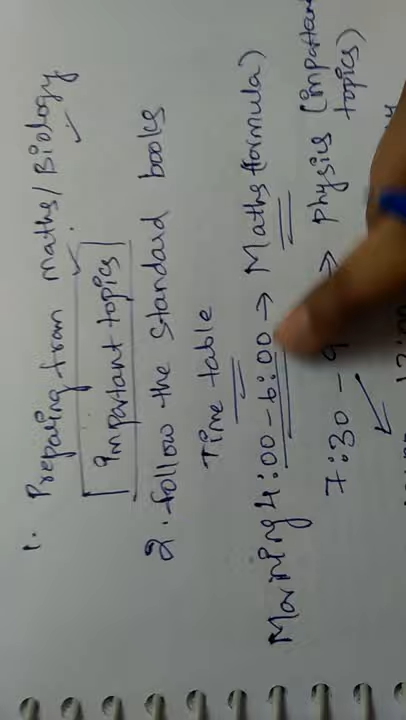 1. Preparing from maths/Biology
Important topics
2. follow the standard books
Time table
Morning 4:00-6:00 → Maths (formula)
7:30 - 9 → physics (important
topics)